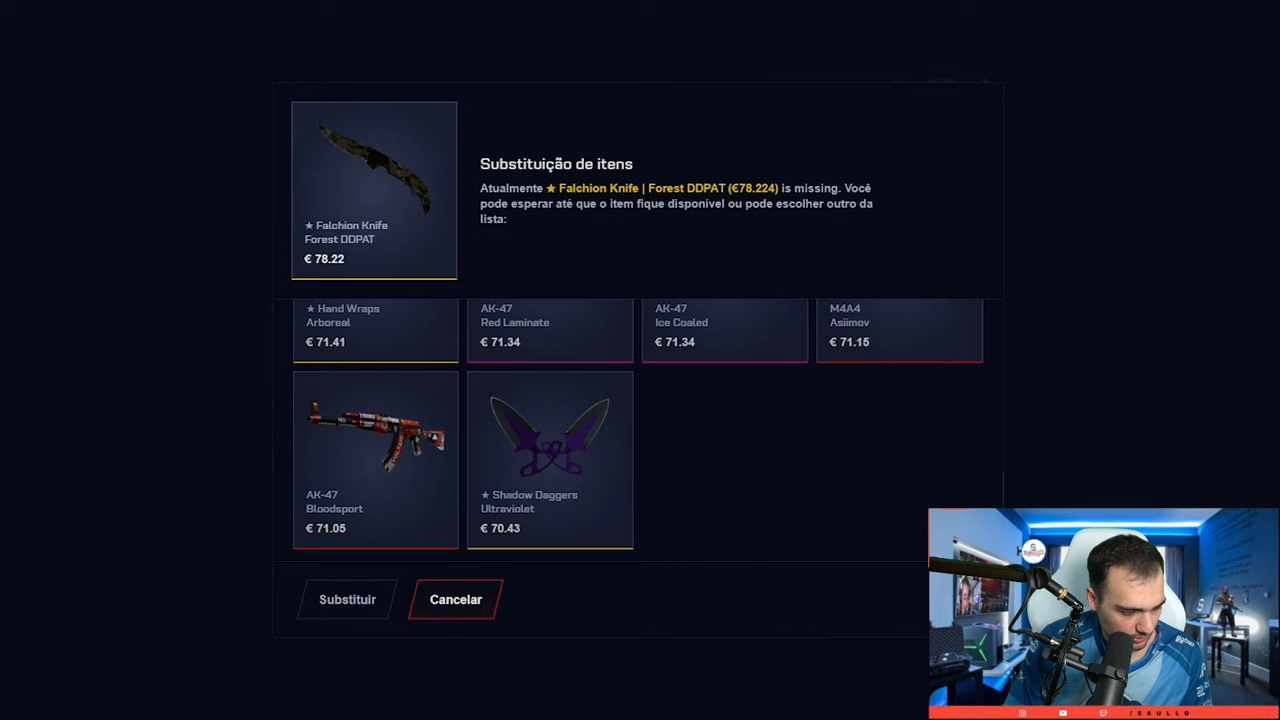 Substituição de itens
Atualmente ★ Falchion Knife | Forest DDPAT (€78.224) is missing. Você
pode esperar até que o item fique disponível ou pode escolher outro da
lista:
★ Falchion Knife
Forest DDPAT
€ 78.22
★ Hand Wraps
Arboreal
€ 71.41
AK-47
Red Laminate
€ 71.34
AK-47
Ice Coaled
€ 71.34
M4A4
Asiimov
€ 71.15
AK-47
Bloodsport
€ 71.05
★ Shadow Daggers
Ultraviolet
€ 70.43
Substituir
Cancelar
/SAULLO